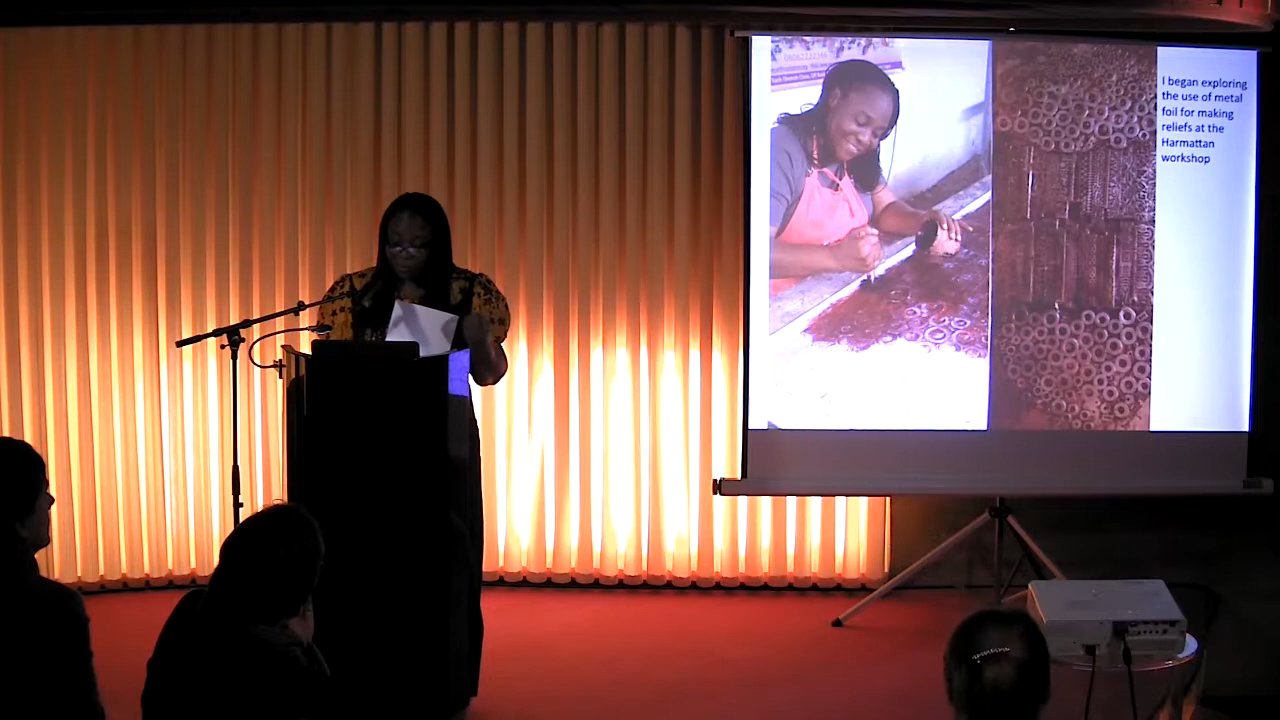 I began exploring
the use of metal
foil for making
reliefs at the
Harmattan
workshop